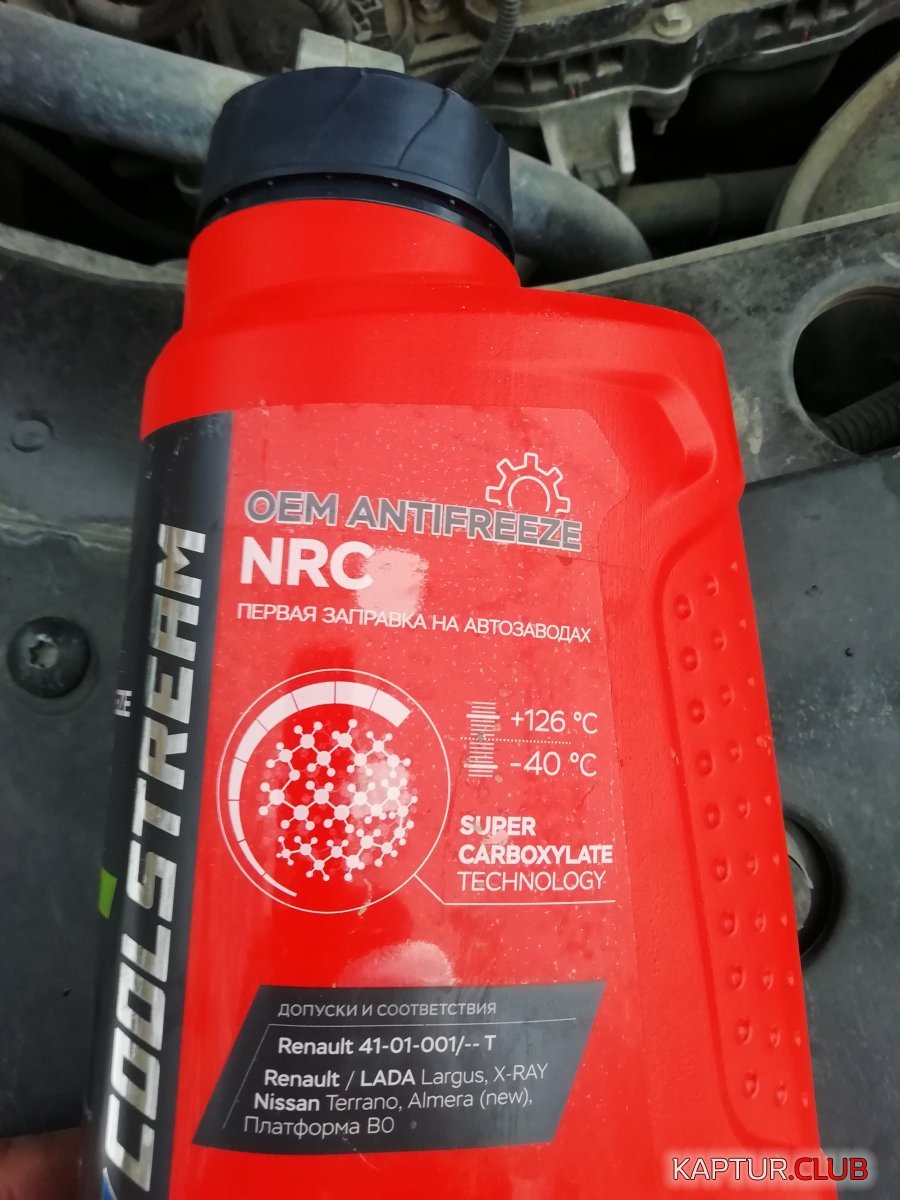 OEM ANTIFREEZE
NRC
ПЕРВАЯ ЗАПРАВКА НА АВТОЗАВОДАХ
COOLSTREAM
+126 °C
-40 °C
SUPER
CARBOXYLATE
TECHNOLOGY
ДОПУСКИ И СООТВЕТСТВИЯ
Renault 41-01-001/-- T
Renault / LADA Largus, X-RAY
Nissan Terrano, Almera (new),
Платформа B0
KAPTUR.CLUB